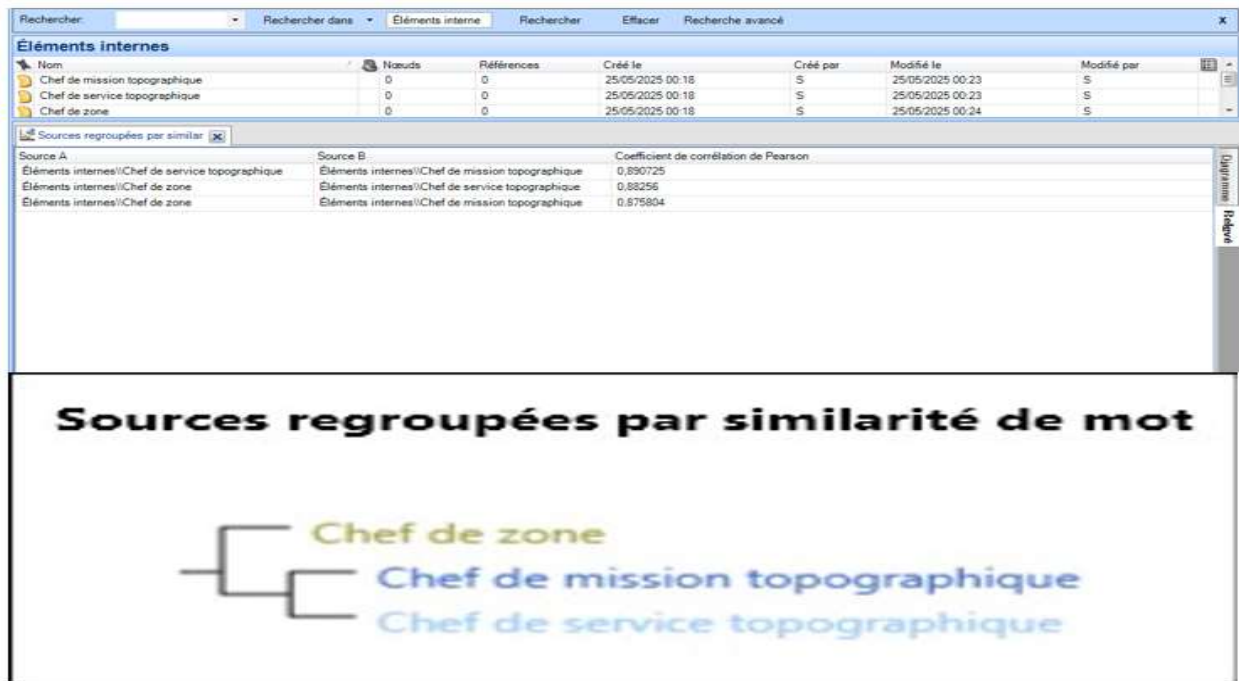 Rechercher: Rechercher dans Éléments interne Rechercher Effacer Recherche avancé x
Éléments internes
Nom Nœuds Références Créé le Créé par Modifié le Modifié par
Chef de mission topographique 0 0 25/05/2025 00:18 S 25/05/2025 00:23 S
Chef de service topographique 0 0 25/05/2025 00:18 S 25/05/2025 00:23 S
Chef de zone 0 0 25/05/2025 00:18 S 25/05/2025 00:24 S
Sources regroupées par similar
Source A Source B Coefficient de corrélation de Pearson
Éléments internes\\Chef de service topographique Éléments internes\\Chef de mission topographique 0,890725
Éléments internes\\Chef de zone Éléments internes\\Chef de service topographique 0,88256
Éléments internes\\Chef de zone Éléments internes\\Chef de mission topographique 0,875804
Diagramme
Relevé
Sources regroupées par similarité de mot
Chef de zone
Chef de mission topographique
Chef de service topographique